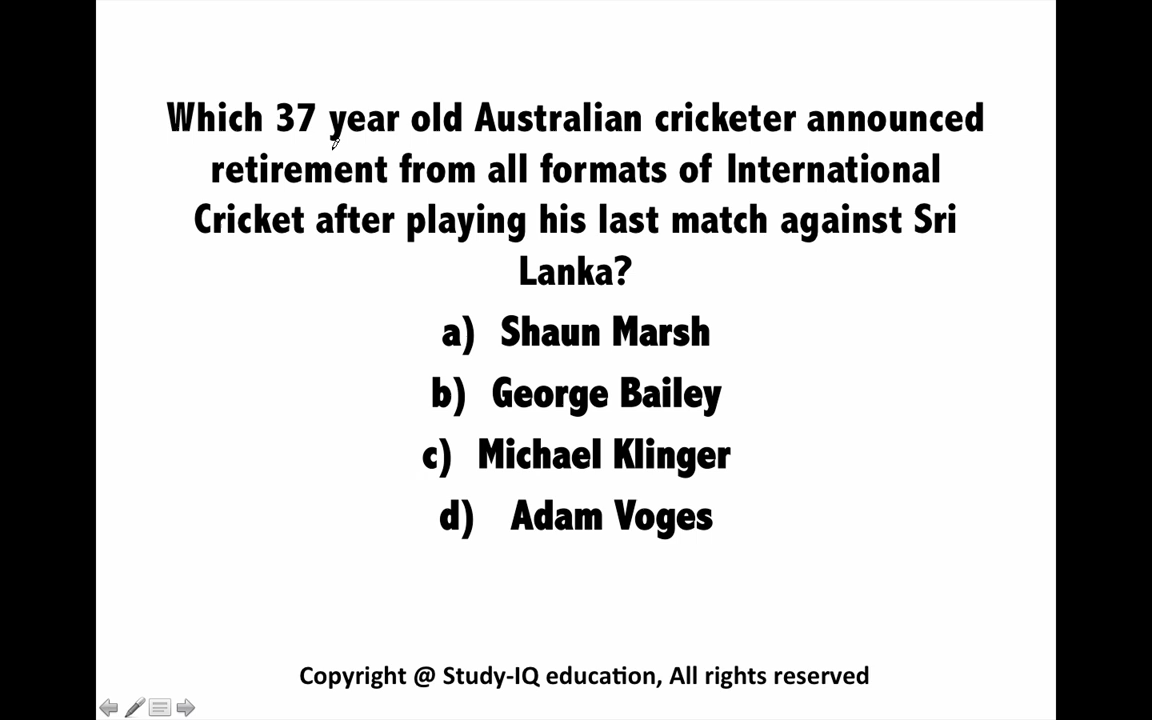 Which 37 year old Australian cricketer announced
retirement from all formats of International
Cricket after playing his last match against Sri
Lanka?
a) Shaun Marsh
b) George Bailey
c) Michael Klinger
d) Adam Voges
Copyright @ Study-IQ education, All rights reserved